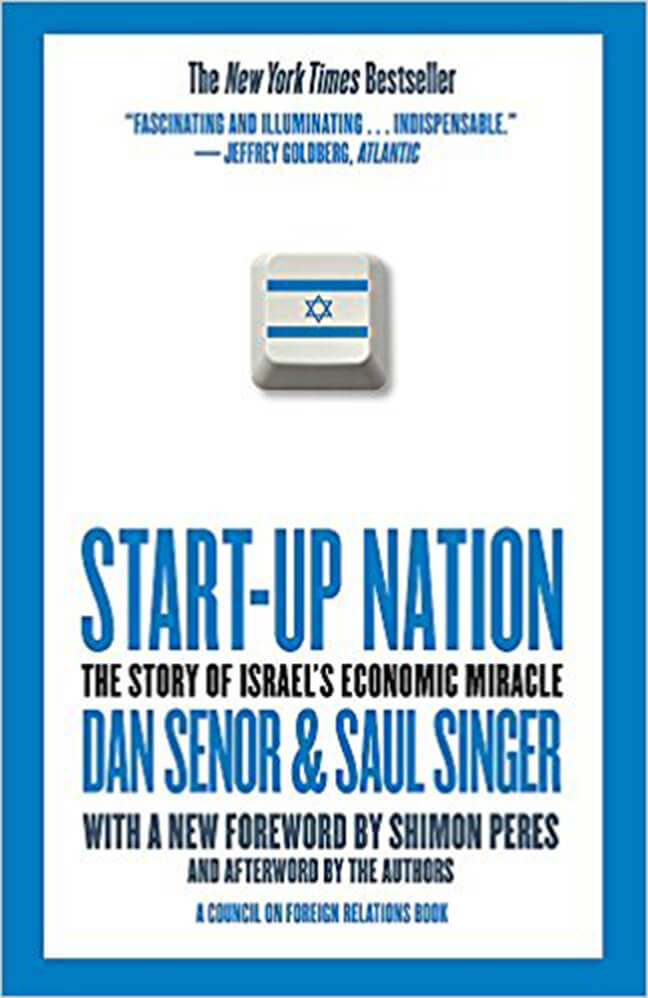 The New York Times Bestseller
"FASCINATING AND ILLUMINATING . . . INDISPENSABLE."
— JEFFREY GOLDBERG, ATLANTIC
START-UP NATION
THE STORY OF ISRAEL'S ECONOMIC MIRACLE
DAN SENOR & SAUL SINGER
WITH A NEW FOREWORD BY SHIMON PERES
AND AFTERWORD BY THE AUTHORS
A COUNCIL ON FOREIGN RELATIONS BOOK